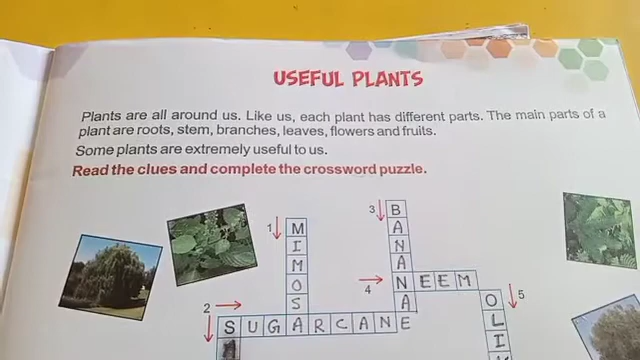 USEFUL PLANTS
Plants are all around us. Like us, each plant has different parts. The main parts of a
plant are roots, stem, branches, leaves, flowers and fruits.
Some plants are extremely useful to us.
Read the clues and complete the crossword puzzle.
1
MIMOSA
3
BANANA
4
NEEM
2
SUGARCANE
5
OLI